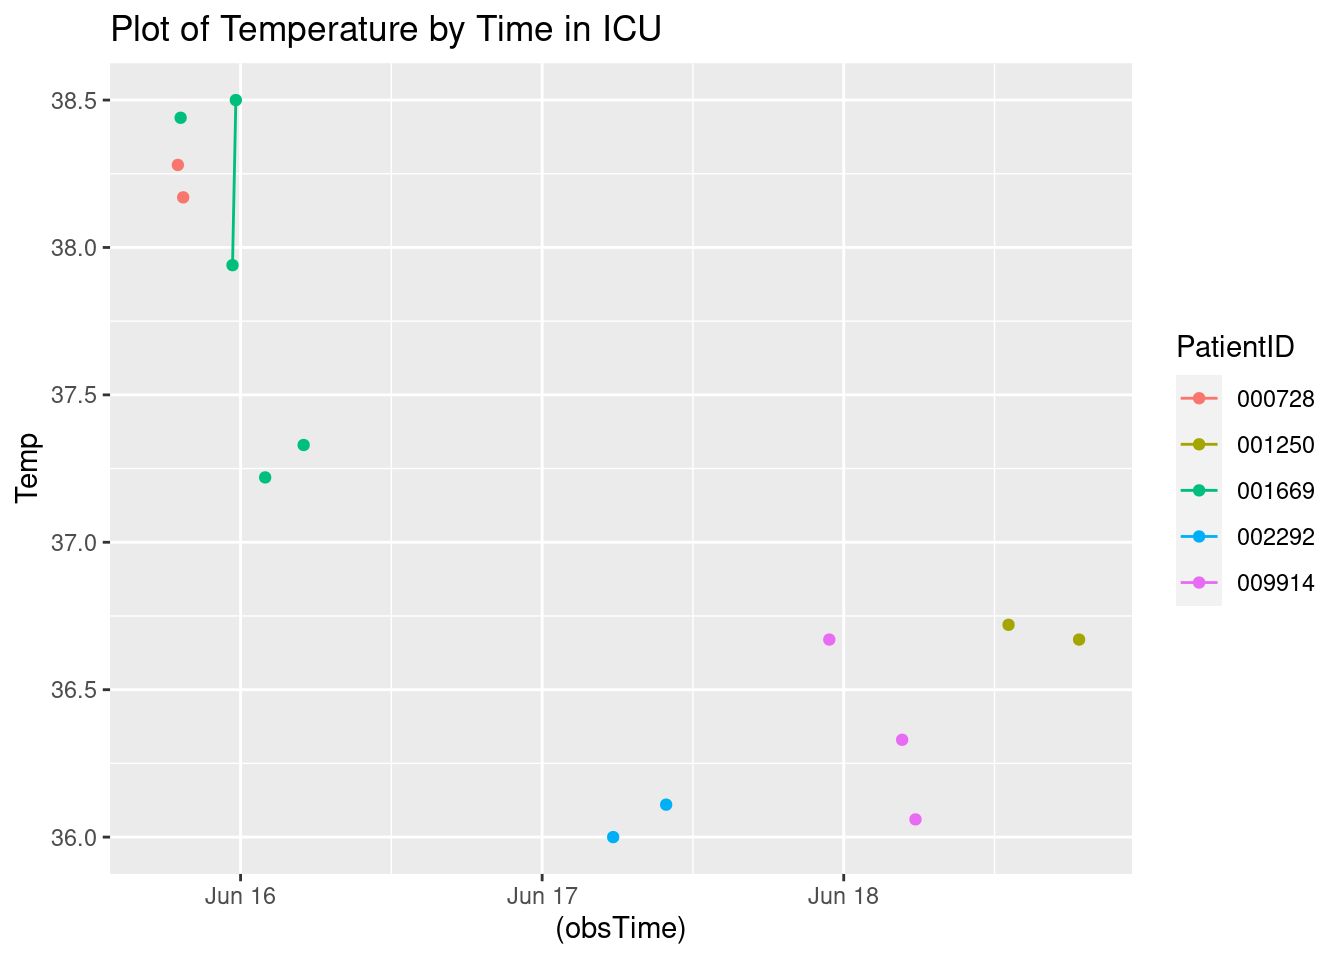 Plot of Temperature by Time in ICU
38.5
38.0
37.5
37.0
36.5
36.0
Temp
Jun 16
Jun 17
Jun 18
(obsTime)
PatientID
000728
001250
001669
002292
009914